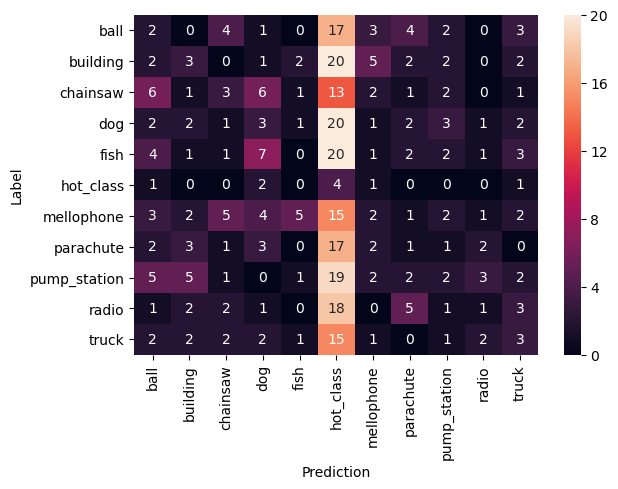 ball 2 0 4 1 0 17 3 4 2 0 3
building 2 3 0 1 2 20 5 2 2 0 2
chainsaw 6 1 3 6 1 13 2 1 2 0 1
dog 2 2 1 3 1 20 1 2 3 1 2
fish 4 1 1 7 0 20 1 2 2 1 3
hot_class 1 0 0 2 0 4 1 0 0 0 1
mellophone 3 2 5 4 5 15 2 1 2 1 2
parachute 2 3 1 3 0 17 2 1 1 2 0
pump_station 5 5 1 0 1 19 2 2 2 3 2
radio 1 2 2 1 0 18 0 5 1 1 3
truck 2 2 2 2 1 15 1 0 1 2 3
Label
ball building chainsaw dog fish hot_class mellophone parachute pump_station radio truck
Prediction
20
16
12
8
4
0